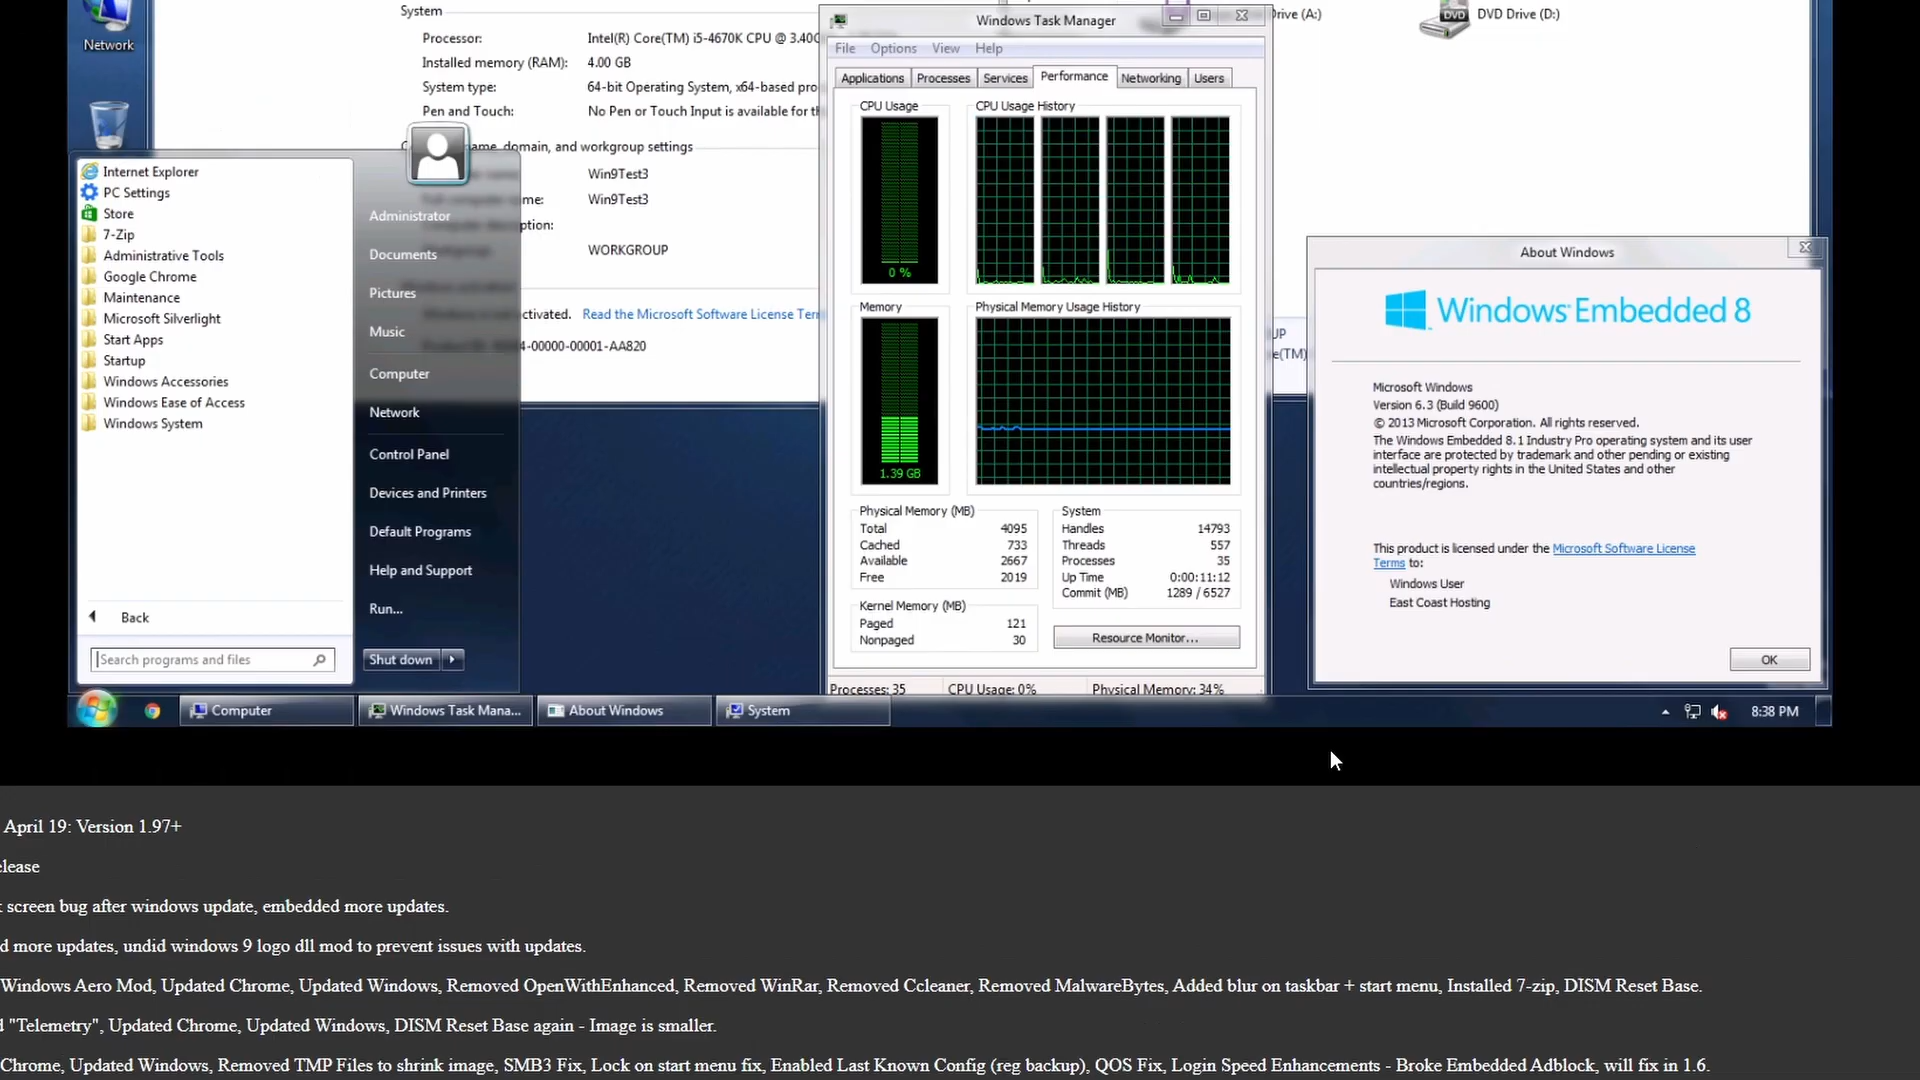 Network
System
Processor: Intel(R) Core(TM) i5-4670K CPU @ 3.40G
Installed memory (RAM): 4.00 GB
System type: 64-bit Operating System, x64-based pro
Pen and Touch: No Pen or Touch Input is available for th
name, domain, and workgroup settings
Win9Test3
Win9Test3
WORKGROUP
ctivated. Read the Microsoft Software License Tern
4-00000-00001-AA820
Internet Explorer
PC Settings
Store
7-Zip
Administrative Tools
Google Chrome
Maintenance
Microsoft Silverlight
Start Apps
Startup
Windows Accessories
Windows Ease of Access
Windows System
Back
Search programs and files
Administrator
Documents
Pictures
Music
Computer
Network
Control Panel
Devices and Printers
Default Programs
Help and Support
Run...
Shut down
Windows Task Manager
File Options View Help
Applications Processes Services Performance Networking Users
CPU Usage
CPU Usage History
0 %
Memory
Physical Memory Usage History
1.39 GB
Physical Memory (MB)
Total 4095
Cached 733
Available 2667
Free 2019
Kernel Memory (MB)
Paged 121
Nonpaged 30
System
Handles 14793
Threads 557
Processes 35
Up Time 0:00:11:12
Commit (MB) 1289 / 6527
Resource Monitor...
Processes: 35 CPU Usage: 0% Physical Memory: 34%
Drive (A:)
DVD
DVD Drive (D:)
UP
e(TM)
About Windows
Windows Embedded 8
Microsoft Windows
Version 6.3 (Build 9600)
© 2013 Microsoft Corporation. All rights reserved.
The Windows Embedded 8.1 Industry Pro operating system and its user
interface are protected by trademark and other pending or existing
intellectual property rights in the United States and other
countries/regions.
This product is licensed under the Microsoft Software License
Terms to:
Windows User
East Coast Hosting
OK
Computer
Windows Task Mana...
About Windows
System
8:38 PM
April 19: Version 1.97+
elease
screen bug after windows update, embedded more updates.
d more updates, undid windows 9 logo dll mod to prevent issues with updates.
Windows Aero Mod, Updated Chrome, Updated Windows, Removed OpenWithEnhanced, Removed WinRar, Removed Ccleaner, Removed MalwareBytes, Added blur on taskbar + start menu, Installed 7-zip, DISM Reset Base.
d "Telemetry", Updated Chrome, Updated Windows, DISM Reset Base again - Image is smaller.
Chrome, Updated Windows, Removed TMP Files to shrink image, SMB3 Fix, Lock on start menu fix, Enabled Last Known Config (reg backup), QOS Fix, Login Speed Enhancements - Broke Embedded Adblock, will fix in 1.6.